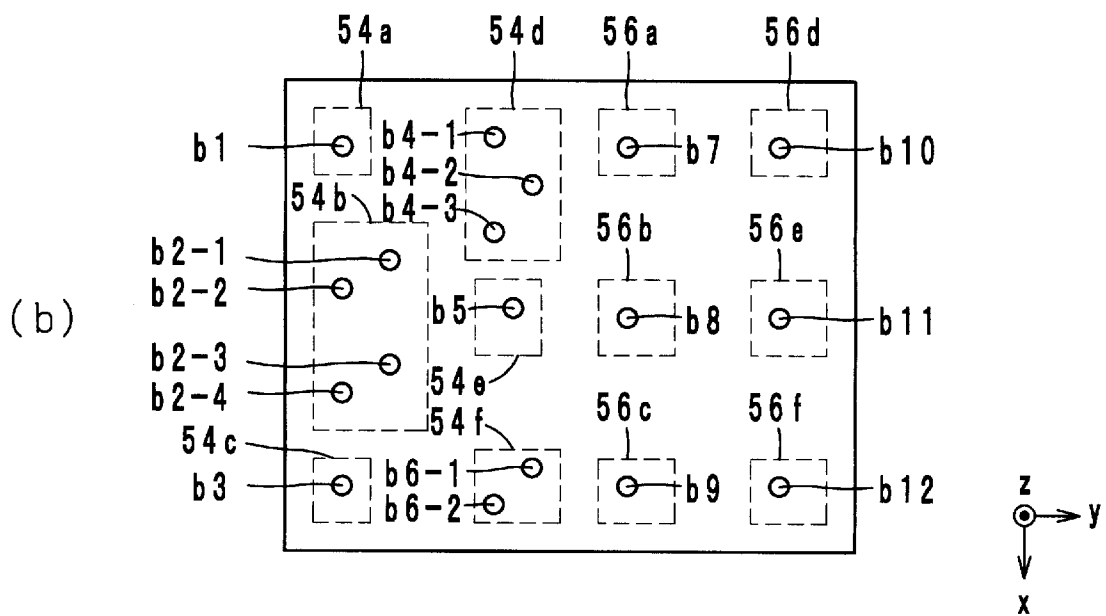 54a 54d 56a 56d
b1 b4-1 b7 b10
b4-2
54b b4-3 56b 56e
b2-1
b2-2 b5 b8 b11
(b)
b2-3 54e
b2-4 54f 56c 56f
54c
b6-1
b3 b9 b12
b6-2
z
y
x